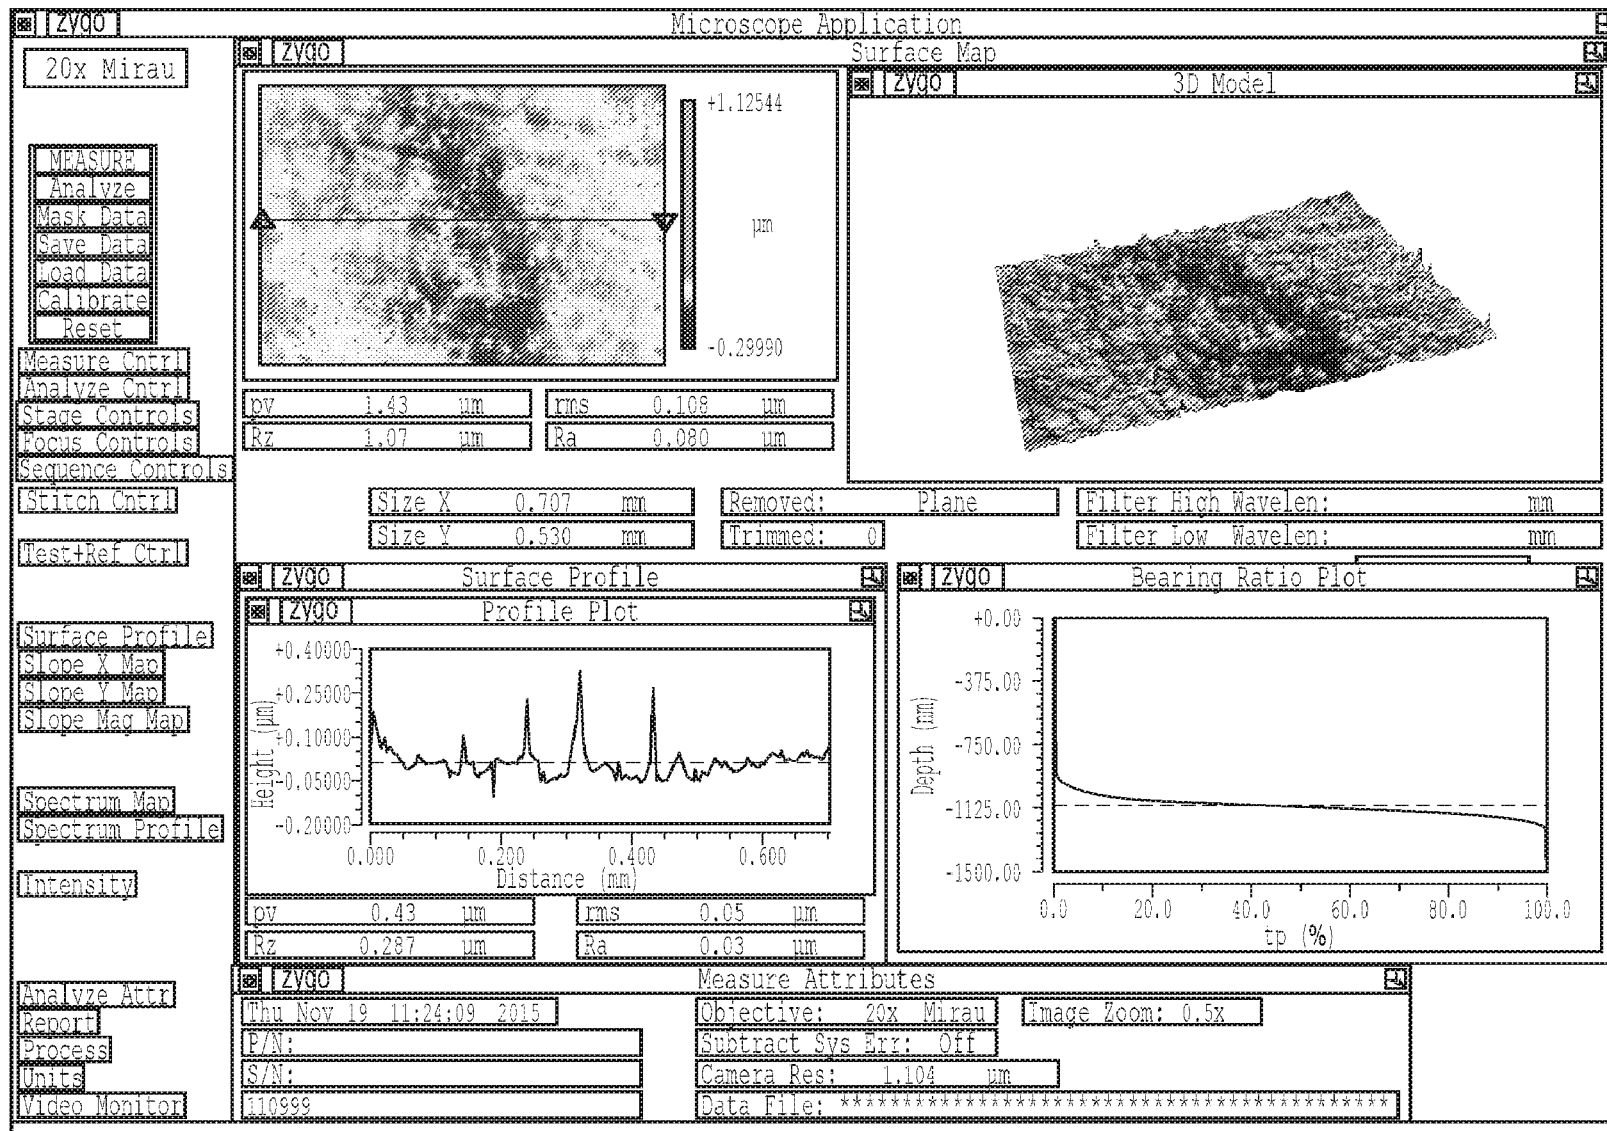 zygo Microscope Application
20x Mirau
MEASURE
Analyze
Mask Data
Save Data
Load Data
Calibrate
Reset
Measure Cntrl
Analyze Cntrl
Stage Controls
Focus Controls
Sequence Controls
Stitch Cntrl
Test+Ref Ctrl
Surface Profile
Slope X Map
Slope Y Map
Slope Mag Map
Spectrum Map
Spectrum Profile
Intensity
Analyze Attr
Report
Process
Units
Video Monitor
zygo Surface Map
+1.12544
µm
-0.29990
pv 1.43 µm
rms 0.108 µm
Rz 1.07 µm
Ra 0.080 µm
zygo 3D Model
Size X 0.707 mm
Removed: Plane
Filter High Wavelen: mm
Size Y 0.530 mm
Trimmed: 0
Filter Low Wavelen: mm
zygo Surface Profile
zygo Profile Plot
Height (µm)
+0.40000
+0.25000
+0.10000
-0.05000
-0.20000
0.000 0.200 0.400 0.600
Distance (mm)
pv 0.43 µm
rms 0.05 µm
Rz 0.287 µm
Ra 0.03 µm
zygo Bearing Ratio Plot
Depth (nm)
+0.00
-375.00
-750.00
-1125.00
-1500.00
0.0 20.0 40.0 60.0 80.0 100.0
tp (%)
zygo Measure Attributes
Thu Nov 19 11:24:09 2015
P/N:
S/N:
110999
Objective: 20x Mirau
Image Zoom: 0.5x
Subtract Sys Err: Off
Camera Res: 1.104 µm
Data File: ******************************************